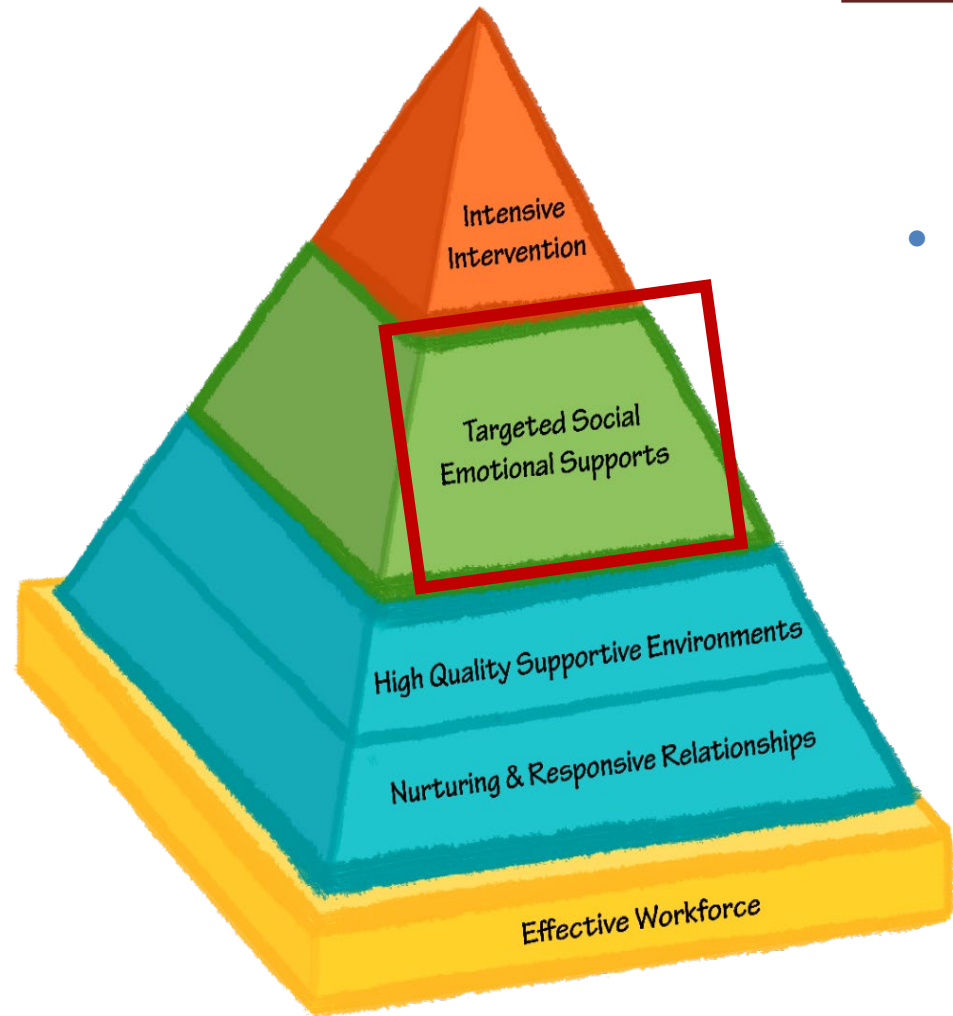 Intensive
Intervention
Targeted Social
Emotional Supports
High Quality Supportive Environments
Nurturing & Responsive Relationships
Effective Workforce